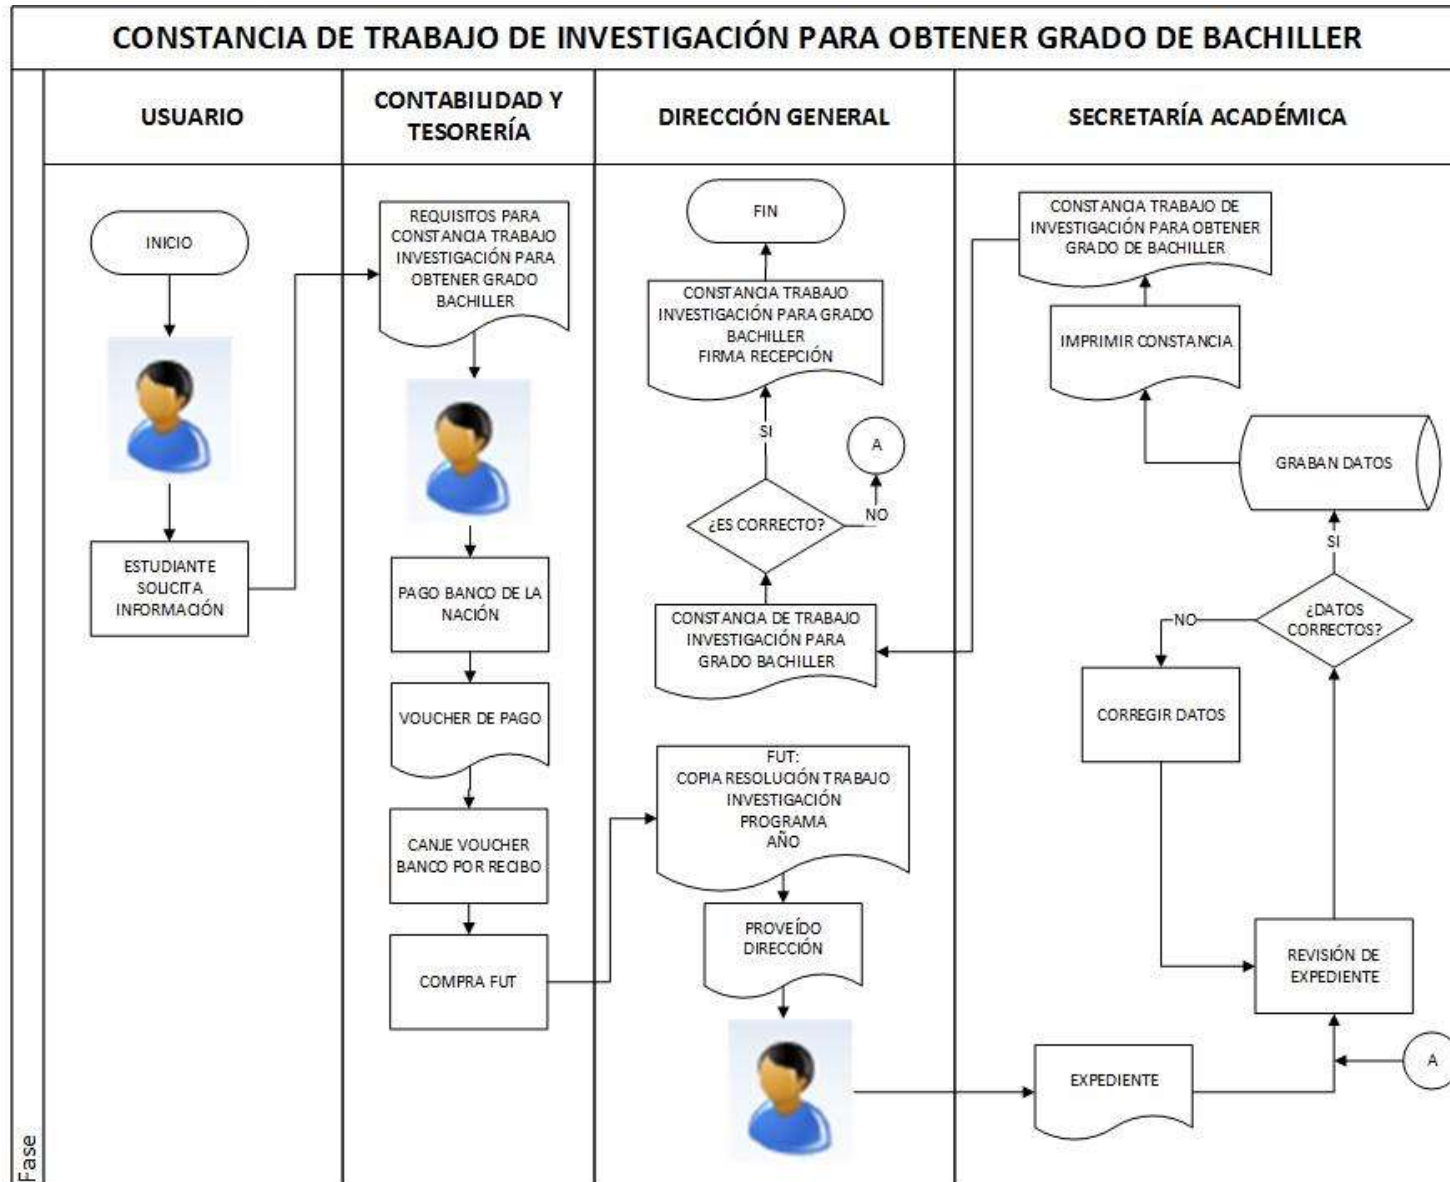 CONSTANCIA DE TRABAJO DE INVESTIGACIÓN PARA OBTENER GRADO DE BACHILLER
Fase
USUARIO
CONTABILIDAD Y
TESORERÍA
DIRECCIÓN GENERAL
SECRETARÍA ACADÉMICA
INICIO
ESTUDIANTE
SOLICITA
INFORMACIÓN
REQUISITOS PARA
CONSTANCIA TRABAJO
INVESTIGACIÓN PARA
OBTENER GRADO
BACHILLER
PAGO BANCO DE LA
NACIÓN
VOUCHER DE PAGO
CANJE VOUCHER
BANCO POR RECIBO
COMPRA FUT
FIN
CONSTANCIA TRABAJO
INVESTIGACIÓN PARA GRADO
BACHILLER
FIRMA RECEPCIÓN
SI
A
¿ES CORRECTO?
NO
CONSTANCIA DE TRABAJO
INVESTIGACIÓN PARA
GRADO BACHILLER
FUT:
COPIA RESOLUCIÓN TRABAJO
INVESTIGACIÓN
PROGRAMA
AÑO
PROVEÍDO
DIRECCIÓN
CONSTANCIA TRABAJO DE
INVESTIGACIÓN PARA OBTENER
GRADO DE BACHILLER
IMPRIMIR CONSTANCIA
GRABAN DATOS
SI
¿DATOS
CORRECTOS?
NO
CORREGIR DATOS
REVISIÓN DE
EXPEDIENTE
EXPEDIENTE
A